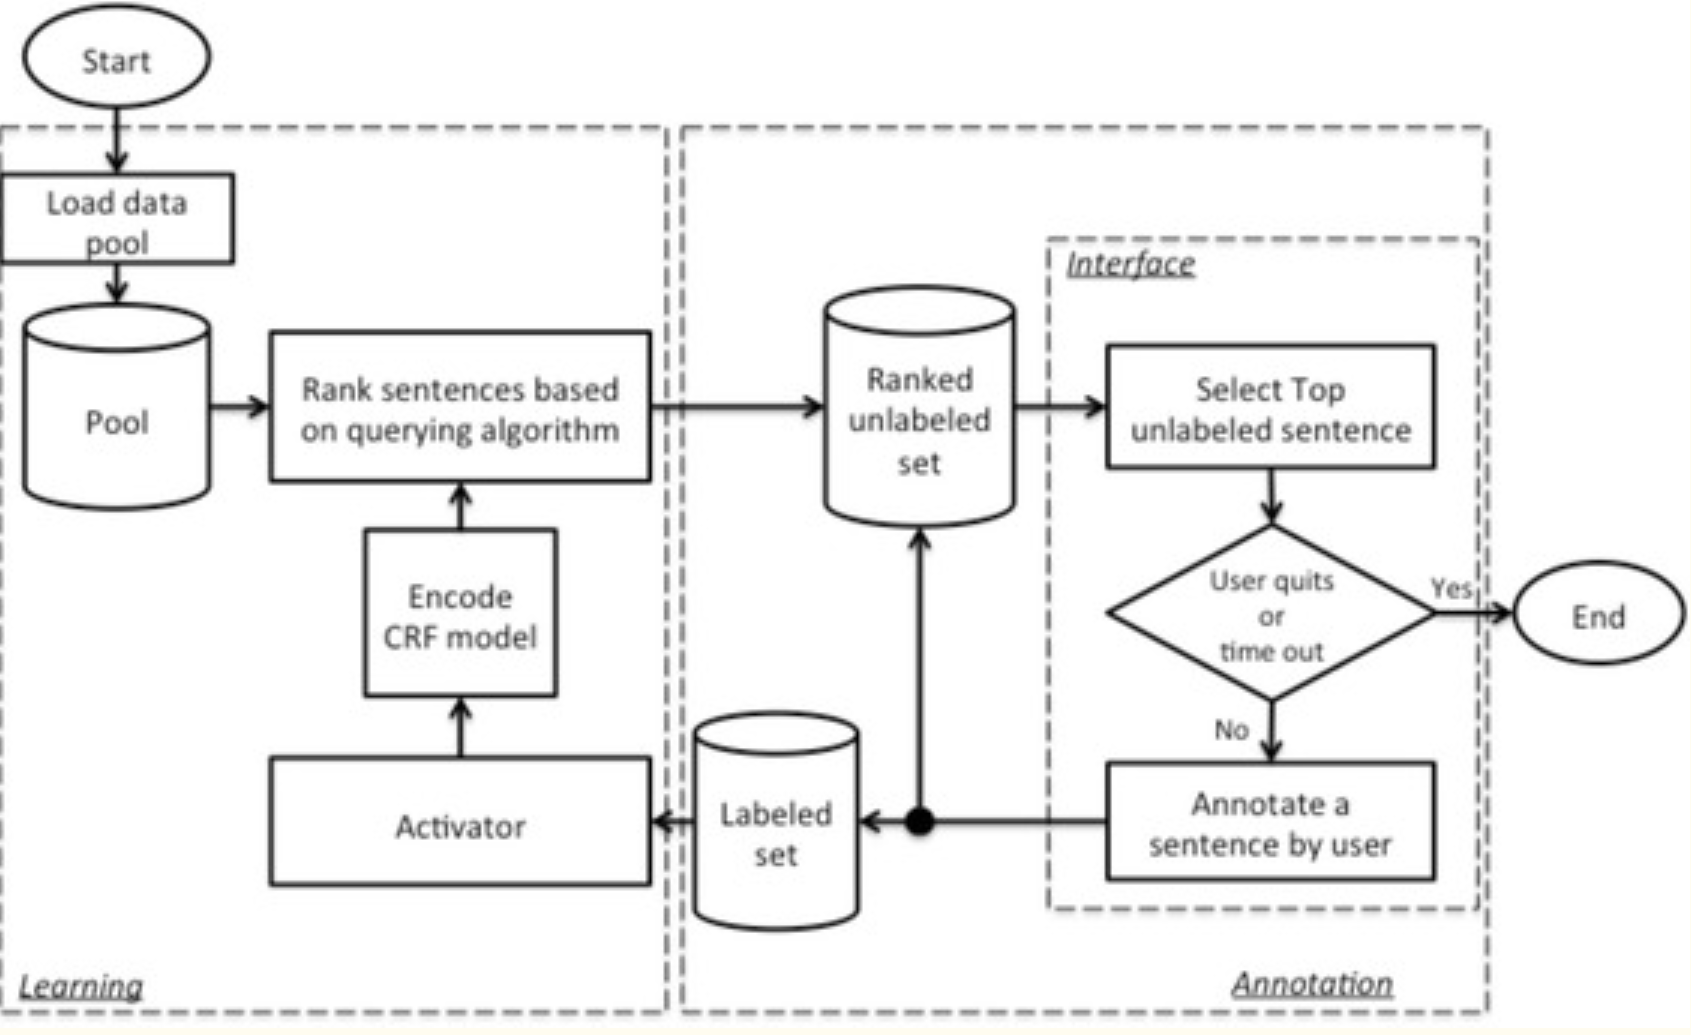 Start
Load data
pool
Pool
Rank sentences based
on querying algorithm
Encode
CRF model
Activator
Learning
Ranked
unlabeled
set
Labeled
set
Interface
Select Top
unlabeled sentence
User quits
or
time out
Yes
No
Annotate a
sentence by user
Annotation
End